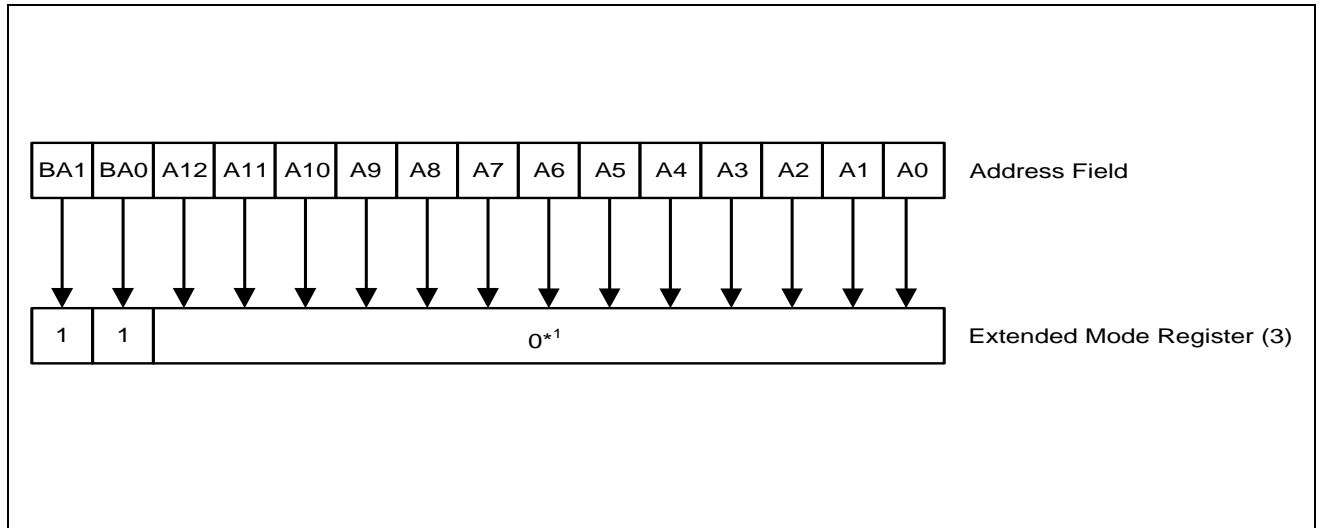 BA1 BA0 A12 A11 A10 A9 A8 A7 A6 A5 A4 A3 A2 A1 A0 Address Field
1 1 0*1 Extended Mode Register (3)